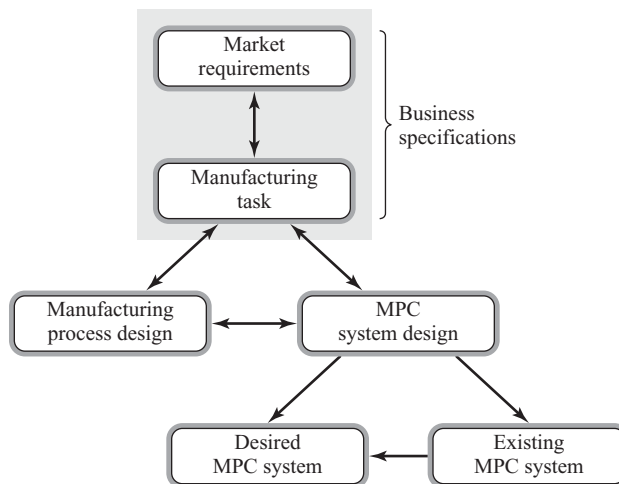 Market
requirements
Business
specifications
Manufacturing
task
Manufacturing
process design
MPC
system design
Desired
MPC system
Existing
MPC system